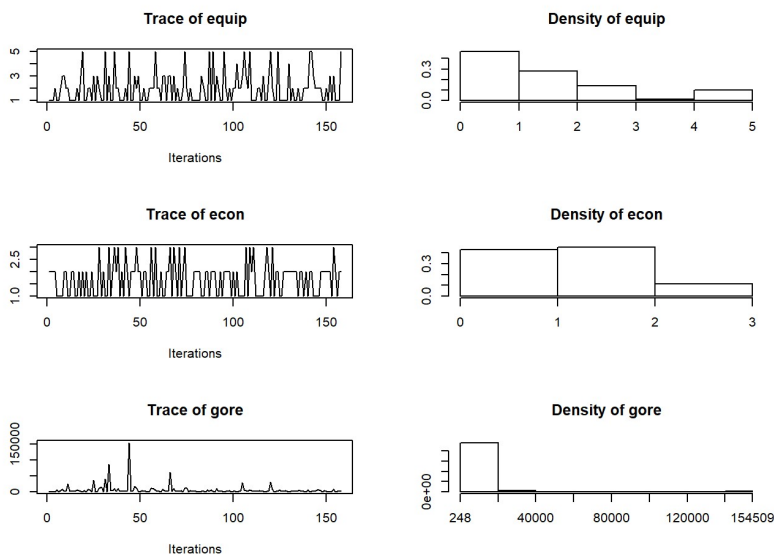 Trace of equip
Density of equip
1 3 5
0.0 0.3
0 50 100 150
0 1 2 3 4 5
Iterations
Trace of econ
Density of econ
1.0 2.5
0.0 0.3
0 50 100 150
0 1 2 3
Iterations
Trace of gore
Density of gore
0 150000
0e+00
0 50 100 150
248 40000 80000 120000 154509
Iterations